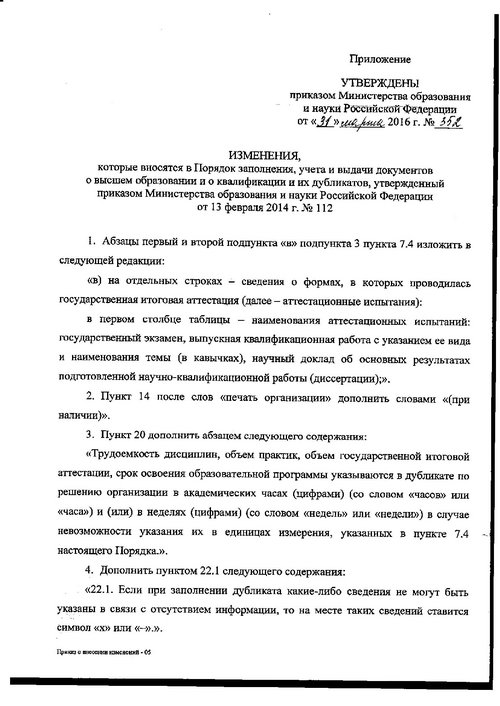 Приложение
УТВЕРЖДЕНЫ
приказом Министерства образования
и науки Российской Федерации
от «31» марта 2016 г. № 352
ИЗМЕНЕНИЯ,
которые вносятся в Порядок заполнения, учета и выдачи документов
о высшем образовании и о квалификации и их дубликатов, утвержденный
приказом Министерства образования и науки Российской Федерации
от 13 февраля 2014 г. № 112
1. Абзацы первый и второй подпункта «в» подпункта 3 пункта 7.4 изложить в
следующей редакции:
«в) на отдельных строках – сведения о формах, в которых проводилась
государственная итоговая аттестация (далее – аттестационные испытания):
в первом столбце таблицы – наименования аттестационных испытаний:
государственный экзамен, выпускная квалификационная работа с указанием ее вида
и наименования темы (в кавычках), научный доклад об основных результатах
подготовленной научно-квалификационной работы (диссертации);».
2. Пункт 14 после слов «печать организации» дополнить словами «(при
наличии)».
3. Пункт 20 дополнить абзацем следующего содержания:
«Трудоемкость дисциплин, объем практик, объем государственной итоговой
аттестации, срок освоения образовательной программы указываются в дубликате по
решению организации в академических часах (цифрами) (со словом «часов» или
«часа») и (или) в неделях (цифрами) (со словом «недель» или «недели») в случае
невозможности указания их в единицах измерения, указанных в пункте 7.4
настоящего Порядка.».
4. Дополнить пунктом 22.1 следующего содержания:
«22.1. Если при заполнении дубликата какие-либо сведения не могут быть
указаны в связи с отсутствием информации, то на месте таких сведений ставится
символ «х» или «–».».
Приказ о внесении изменений - 05